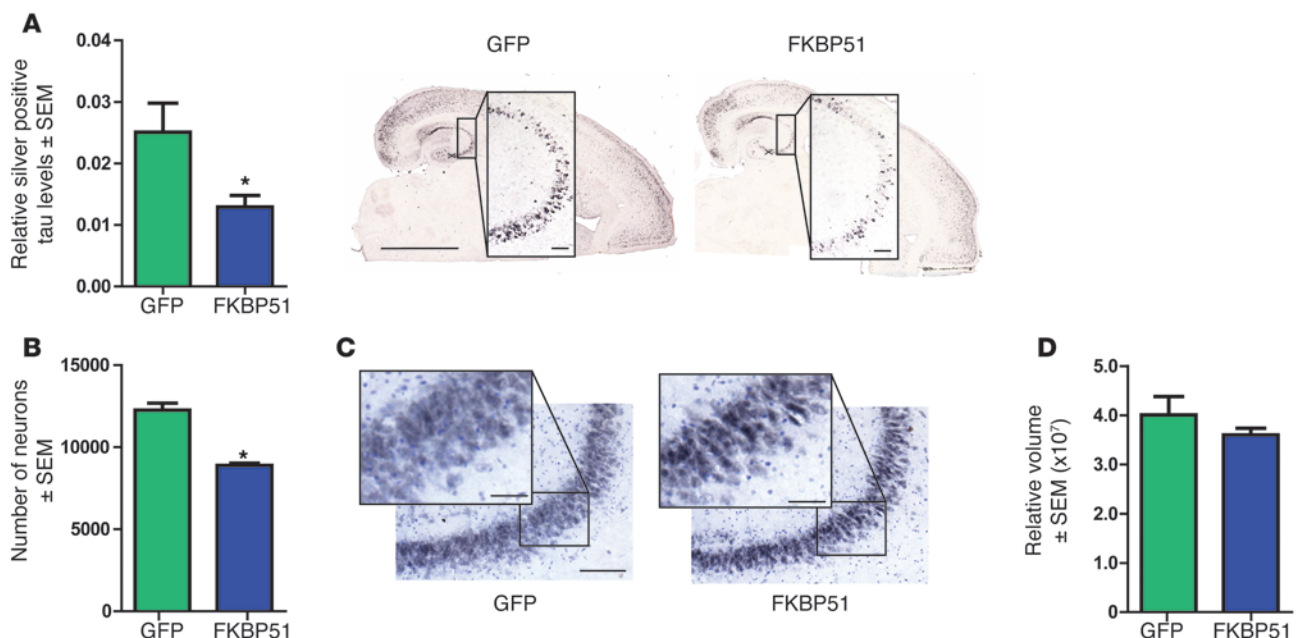 A
Relative silver positive
tau levels ± SEM
0.04
0.03
0.02
0.01
0.00
*
GFP
FKBP51
GFP
FKBP51
B
Number of neurons
± SEM
15000
10000
5000
0
*
GFP
FKBP51
C
GFP
FKBP51
D
Relative volume
± SEM (x10⁷)
5.0
4.0
3.0
4.0
1.0
0
GFP
FKBP51